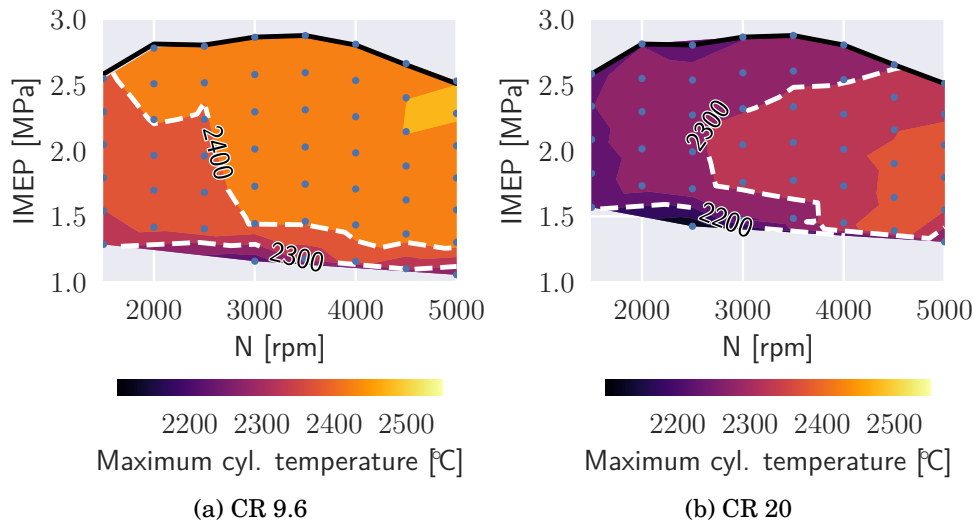 3.0
2.5
2.0
1.5
1.0
IMEP [MPa]
2400
2300
2000 3000 4000 5000
N [rpm]
2200 2300 2400 2500
Maximum cyl. temperature [°C]
(a) CR 9.6
3.0
2.5
2.0
1.5
1.0
IMEP [MPa]
2300
2200
2000 3000 4000 5000
N [rpm]
2200 2300 2400 2500
Maximum cyl. temperature [°C]
(b) CR 20